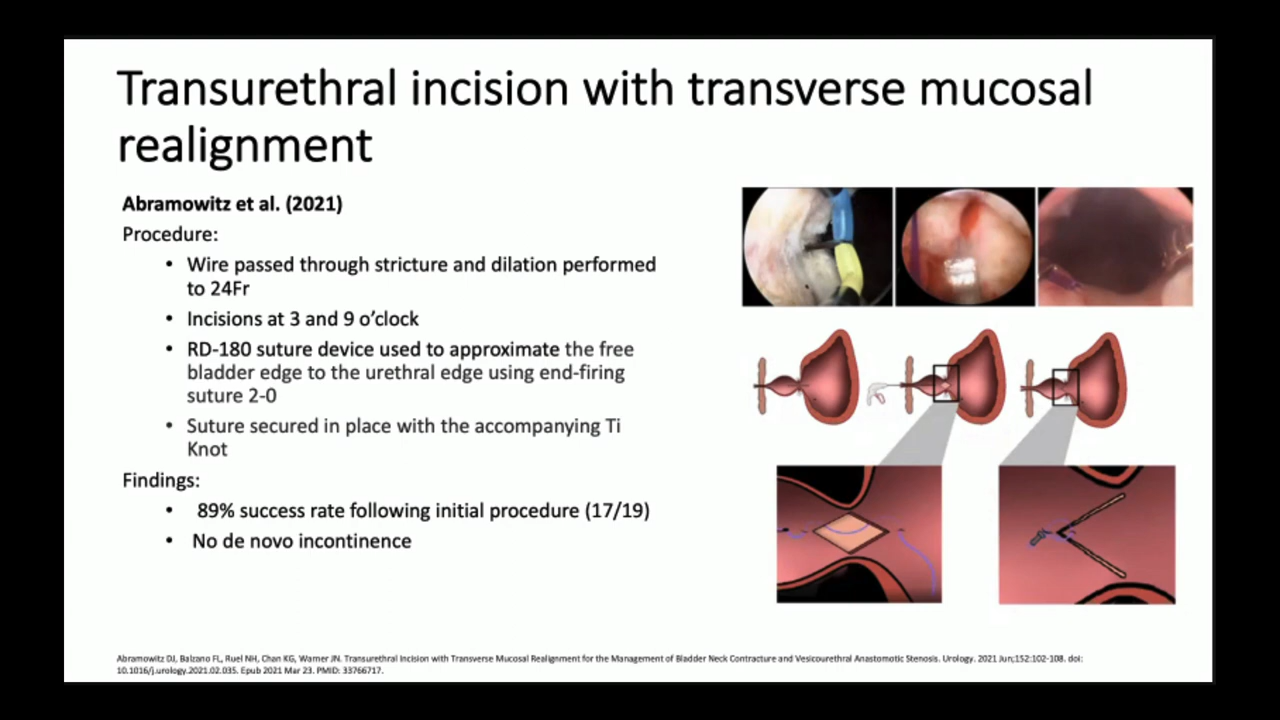 Transurethral incision with transverse mucosal
realignment
Abramowitz et al. (2021)
Procedure:
• Wire passed through stricture and dilation performed
to 24Fr
• Incisions at 3 and 9 o’clock
• RD-180 suture device used to approximate the free
bladder edge to the urethral edge using end-firing
suture 2-0
• Suture secured in place with the accompanying Ti
Knot
Findings:
• 89% success rate following initial procedure (17/19)
• No de novo incontinence
Abramowitz DJ, Balzano FL, Ruel NH, Chan KG, Warner JN. Transurethral Incision with Transverse Mucosal Realignment for the Management of Bladder Neck Contracture and Vesicourethral Anastomotic Stenosis. Urology. 2021 Jun;152:102-108. doi:
10.1016/j.urology.2021.02.035. Epub 2021 Mar 23. PMID: 33766717.